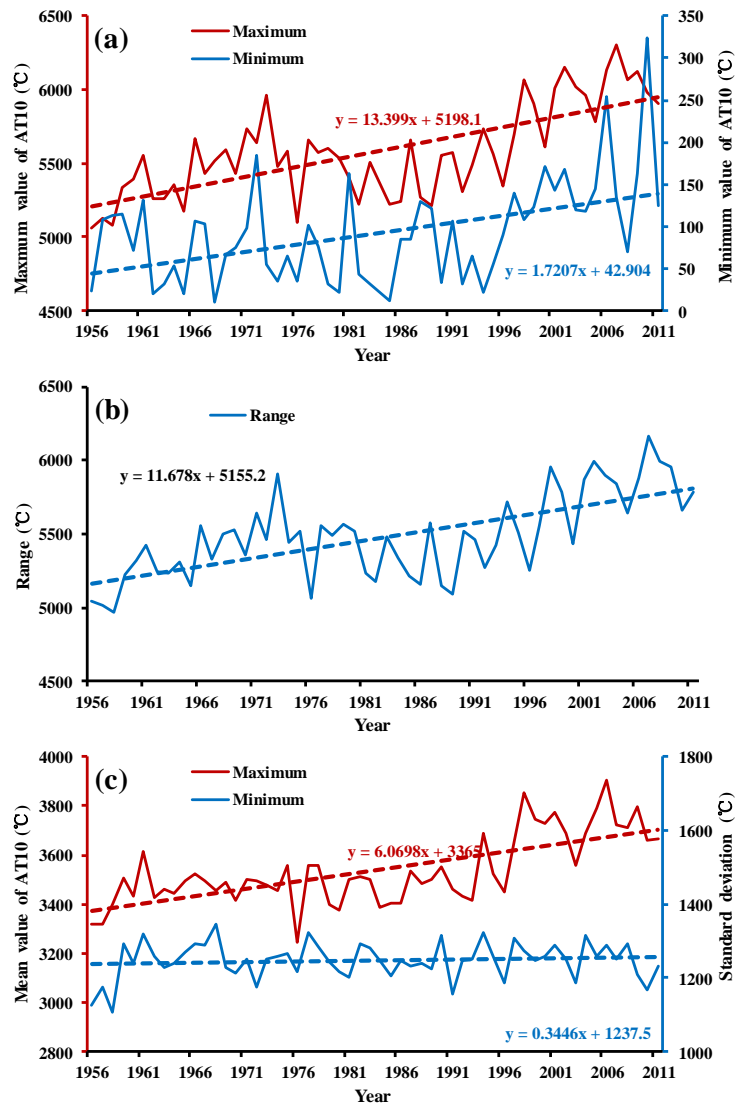 (a)
Maximum
Minimum
y = 13.399x + 5198.1
y = 1.7207x + 42.904
Maxmum value of AT10 (℃)
6500
6000
5500
5000
4500
Minimum value of AT10 (℃)
350
300
250
200
150
100
50
0
1956 1961 1966 1971 1976 1981 1986 1991 1996 2001 2006 2011
Year
(b)
Range
y = 11.678x + 5155.2
Range (℃)
6500
6000
5500
5000
4500
1956 1961 1966 1971 1976 1981 1986 1991 1996 2001 2006 2011
Year
(c)
Maximum
Minimum
y = 6.0698x + 3365
y = 0.3446x + 1237.5
Mean value of AT10 (℃)
4000
3800
3600
3400
3200
3000
2800
Standard deviation (℃)
1800
1600
1400
1200
1000
1956 1961 1966 1971 1976 1981 1986 1991 1996 2001 2006 2011
Year